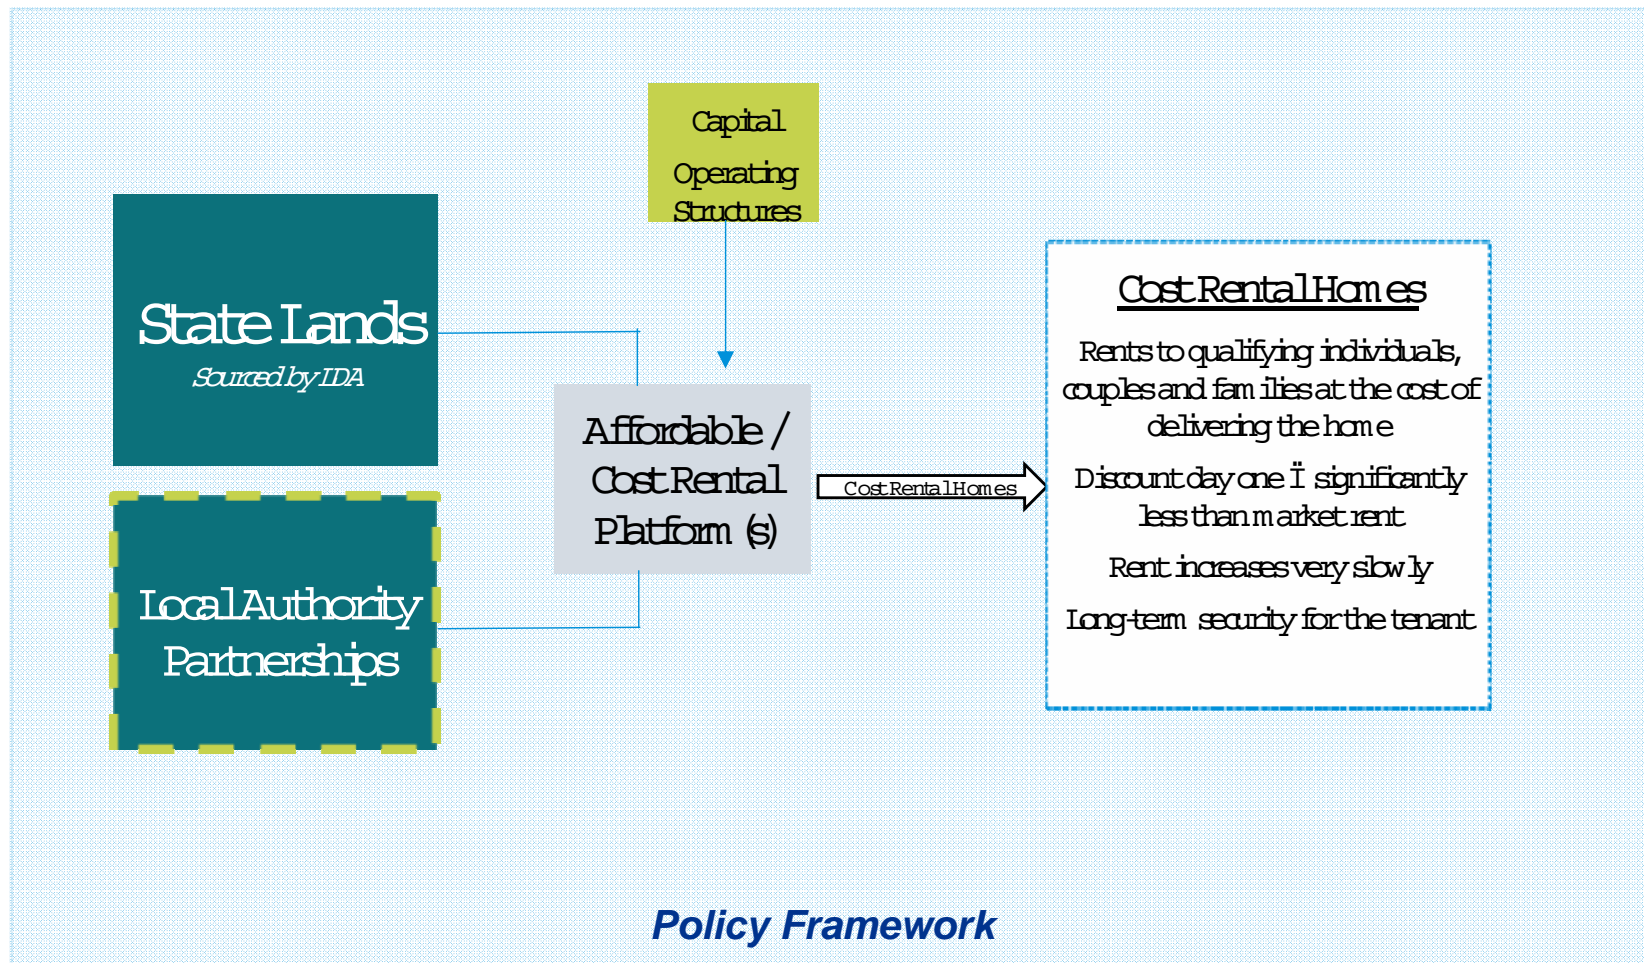 Capital
Operating
Structures
State Lands
Sourced by LDA
Local Authority
Partnerships
Affordable /
Cost Rental
Platform (s)
Cost Rental Homes
Cost Rental Homes
Rents to qualifying individuals,
couples and families at the cost of
delivering the home
Discount day one Ï significantly
less than market rent
Rent increases very slowly
Long-term security for the tenant
Policy Framework